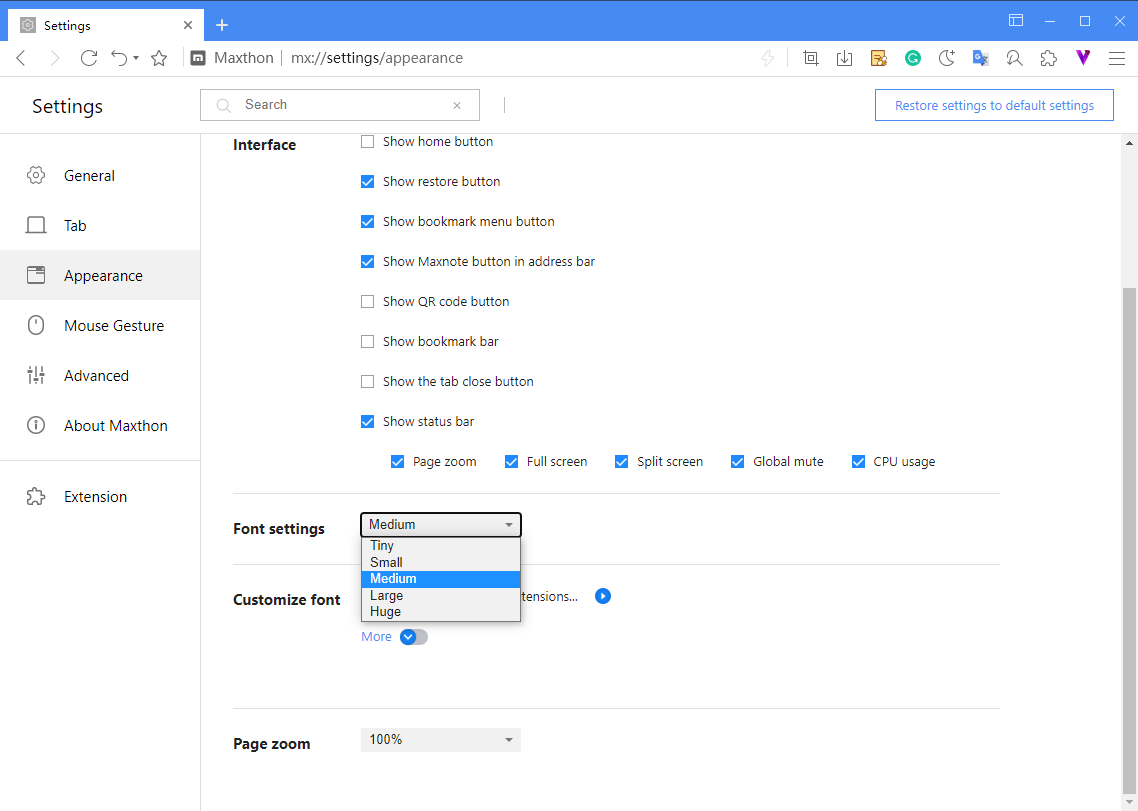 Settings
Maxthon | mx://settings/appearance
Settings
Search
Restore settings to default settings
General
Tab
Appearance
Mouse Gesture
Advanced
About Maxthon
Extension
Interface
Show home button
Show restore button
Show bookmark menu button
Show Maxnote button in address bar
Show QR code button
Show bookmark bar
Show the tab close button
Show status bar
Page zoom Full screen Split screen Global mute CPU usage
Font settings
Medium
Tiny
Small
Medium
Large
Huge
Customize font
tensions...
More
Page zoom
100%